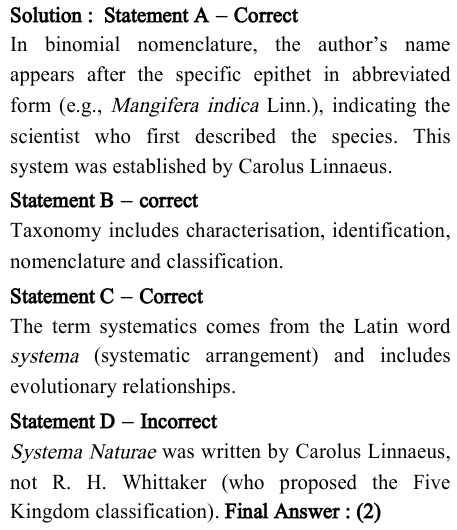 Solution : Statement A – Correct
In binomial nomenclature, the author's name
appears after the specific epithet in abbreviated
form (e.g., Mangifera indica Linn.), indicating the
scientist who first described the species. This
system was established by Carolus Linnaeus.
Statement B – correct
Taxonomy includes characterisation, identification,
nomenclature and classification.
Statement C – Correct
The term systematics comes from the Latin word
systema (systematic arrangement) and includes
evolutionary relationships.
Statement D – Incorrect
Systema Naturae was written by Carolus Linnaeus,
not R. H. Whittaker (who proposed the Five
Kingdom classification). Final Answer : (2)